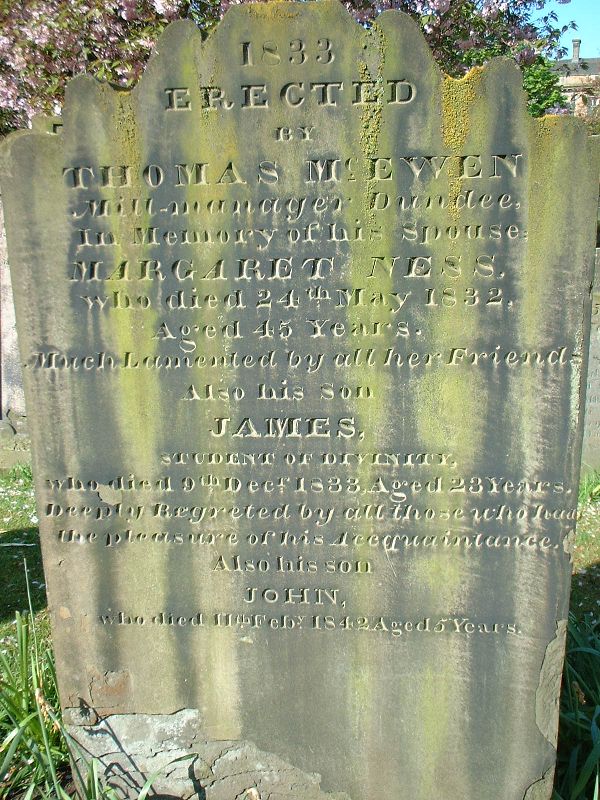 1833
ERECTED
BY
THOMAS Mc EWEN
Mill-manager Dundee,
In Memory of his Spouse,
MARGARET NESS,
who died 24th May 1832,
Aged 45 Years.
Much Lamented by all her Friends
Also his Son
JAMES,
STUDENT OF DIVINITY,
who died 9th Decr 1833, Aged 23 Years.
Deeply Regreted by all those who had
the pleasure of his Accquaintance.
Also his son
JOHN,
who died 11th Feby 1842 Aged 5 Years.